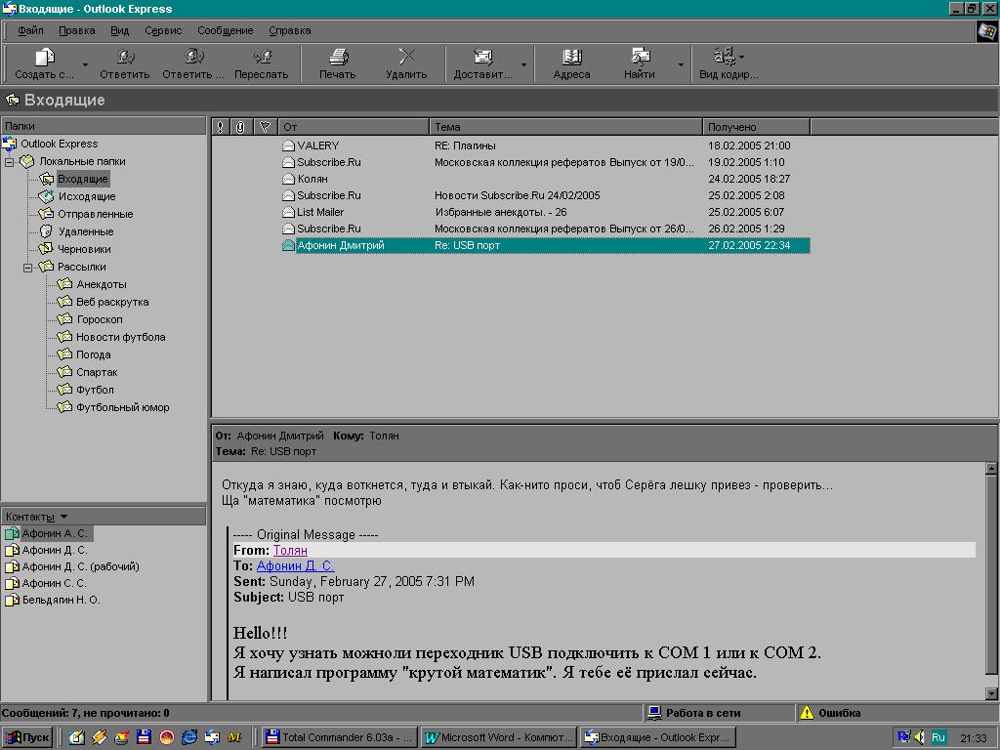 Входящие - Outlook Express
Файл Правка Вид Сервис Сообщение Справка
Создать с... Ответить Ответить ... Переслать Печать Удалить Доставит... Адреса Найти Вид кодир...
Входящие
Папки
Outlook Express
Локальные папки
Входящие
Исходящие
Отправленные
Удаленные
Черновики
Рассылки
Анекдоты
Веб раскрутка
Гороскоп
Новости футбола
Погода
Спартак
Футбол
Футбольный юмор
Контакты
Афонин А. С.
Афонин Д. С.
Афонин Д. С. (рабочий)
Афонин С. С.
Бельдягин Н. О.
От Тема Получено
VALERY RE: Плагины 18.02.2005 21:00
Subscribe.Ru Московская коллекция рефератов Выпуск от 19/0... 19.02.2005 1:10
Колян 24.02.2005 18:27
Subscribe.Ru Новости Subscribe.Ru 24/02/2005 25.02.2005 2:08
List Mailer Избранные анекдоты. - 26 25.02.2005 6:07
Subscribe.Ru Московская коллекция рефератов Выпуск от 26/0... 26.02.2005 1:29
Афонин Дмитрий Re: USB порт 27.02.2005 22:34
От: Афонин Дмитрий Кому: Толян
Тема: Re: USB порт
Откуда я знаю, куда воткнется, туда и втыкай. Как-нито проси, чтоб Серёга лешку привез - проверить...
Ща "математика" посмотрю
----- Original Message -----
From: Толян
To: Афонин Д. С.
Sent: Sunday, February 27, 2005 7:31 PM
Subject: USB порт
Hello!!!
Я хочу узнать можноли переходник USB подключить к COM 1 или к COM 2.
Я написал программу "крутой математик". Я тебе её прислал сейчас.
Сообщений: 7, не прочитано: 0 Работа в сети Ошибка
Пуск Total Commander 6.03a - ... Microsoft Word - Компют... Входящие - Outlook Expr... Ru 21:33